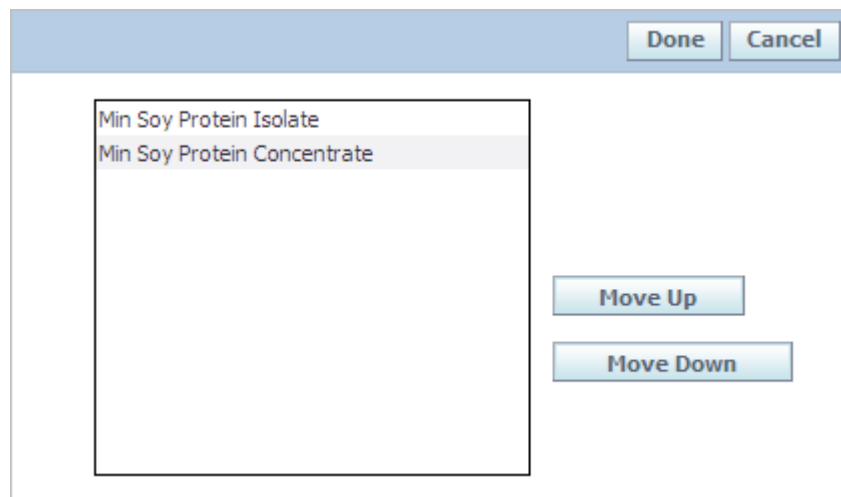 Done Cancel
Min Soy Protein Isolate
Min Soy Protein Concentrate
Move Up
Move Down